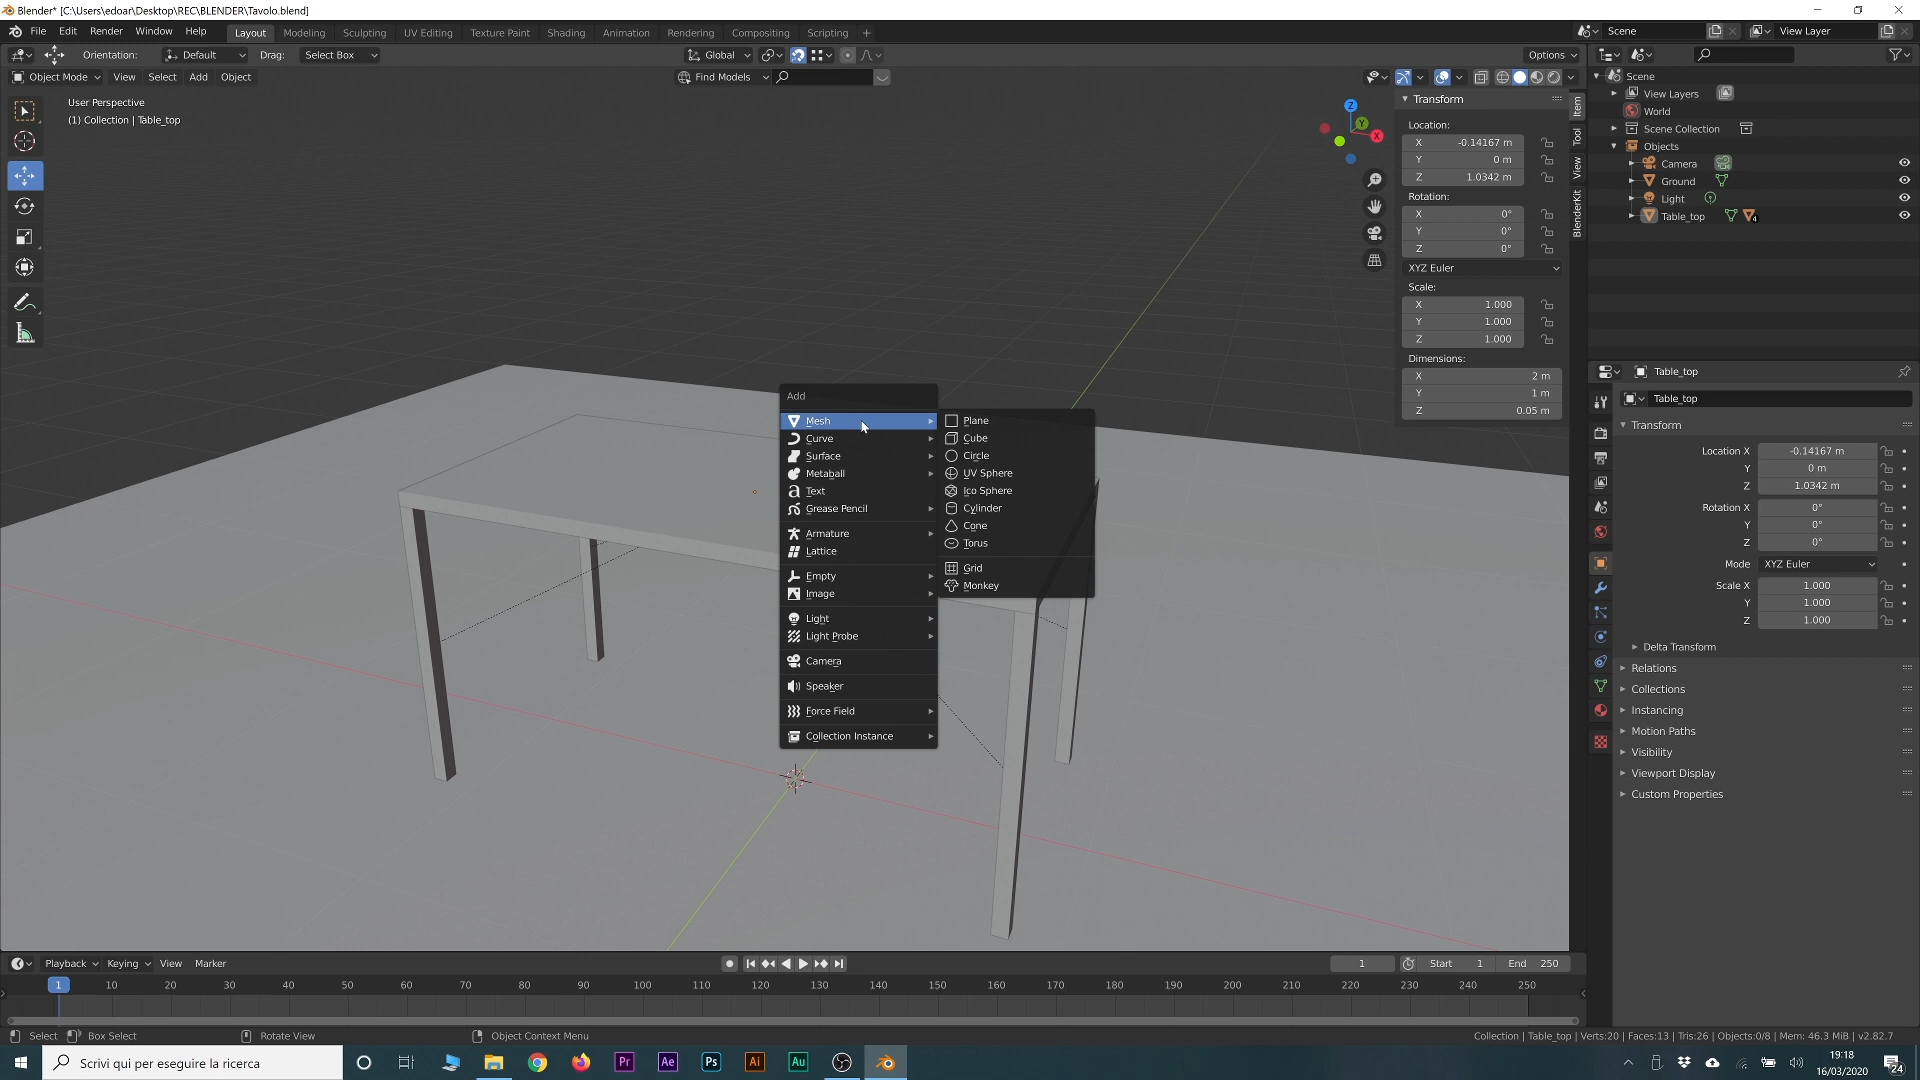 Blender* [C:\Users\edoar\Desktop\REC\BLENDER\Tavolo.blend]
File Edit Render Window Help Layout Modeling Sculpting UV Editing Texture Paint Shading Animation Rendering Compositing Scripting + Scene View Layer
Orientation: Default Drag: Select Box Global Options
Object Mode View Select Add Object Find Models
User Perspective
(1) Collection | Table_top
Z
Y
X
Item
Tool
View
BlenderKit
Transform
Location:
X -0.14167 m
Y 0 m
Z 1.0342 m
Rotation:
X 0°
Y 0°
Z 0°
XYZ Euler
Scale:
X 1.000
Y 1.000
Z 1.000
Dimensions:
X 2 m
Y 1 m
Z 0.05 m
Scene
View Layers
World
Scene Collection
Objects
Camera
Ground
Light
Table_top 4
Add
Mesh
Curve
Surface
Metaball
Text
Grease Pencil
Armature
Lattice
Empty
Image
Light
Light Probe
Camera
Speaker
Force Field
Collection Instance
Plane
Cube
Circle
UV Sphere
Ico Sphere
Cylinder
Cone
Torus
Grid
Monkey
Table_top
Table_top
Transform
Location X -0.14167 m
Y 0 m
Z 1.0342 m
Rotation X 0°
Y 0°
Z 0°
Mode XYZ Euler
Scale X 1.000
Y 1.000
Z 1.000
Delta Transform
Relations
Collections
Instancing
Motion Paths
Visibility
Viewport Display
Custom Properties
Playback Keying View Marker 1 Start 1 End 250
1 10 20 30 40 50 60 70 80 90 100 110 120 130 140 150 160 170 180 190 200 210 220 230 240 250
Select Box Select Rotate View Object Context Menu Collection | Table_top | Verts:20 | Faces:13 | Tris:26 | Objects:0/8 | Mem: 46.3 MiB | v2.82.7
Scrivi qui per eseguire la ricerca Pr Ae Ps Ai Au
19:18
16/03/2020
24